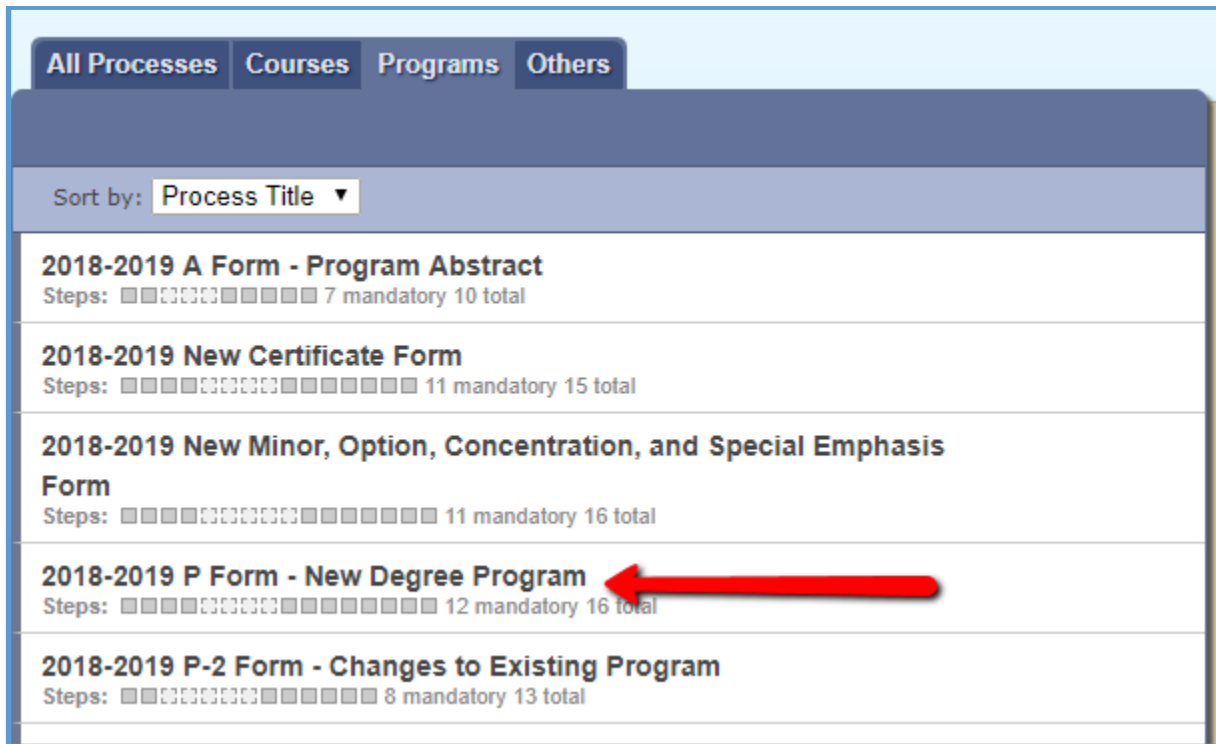 All Processes Courses Programs Others
Sort by: Process Title
2018-2019 A Form - Program Abstract
Steps: 7 mandatory 10 total
2018-2019 New Certificate Form
Steps: 11 mandatory 15 total
2018-2019 New Minor, Option, Concentration, and Special Emphasis
Form
Steps: 11 mandatory 16 total
2018-2019 P Form - New Degree Program
Steps: 12 mandatory 16 total
2018-2019 P-2 Form - Changes to Existing Program
Steps: 8 mandatory 13 total